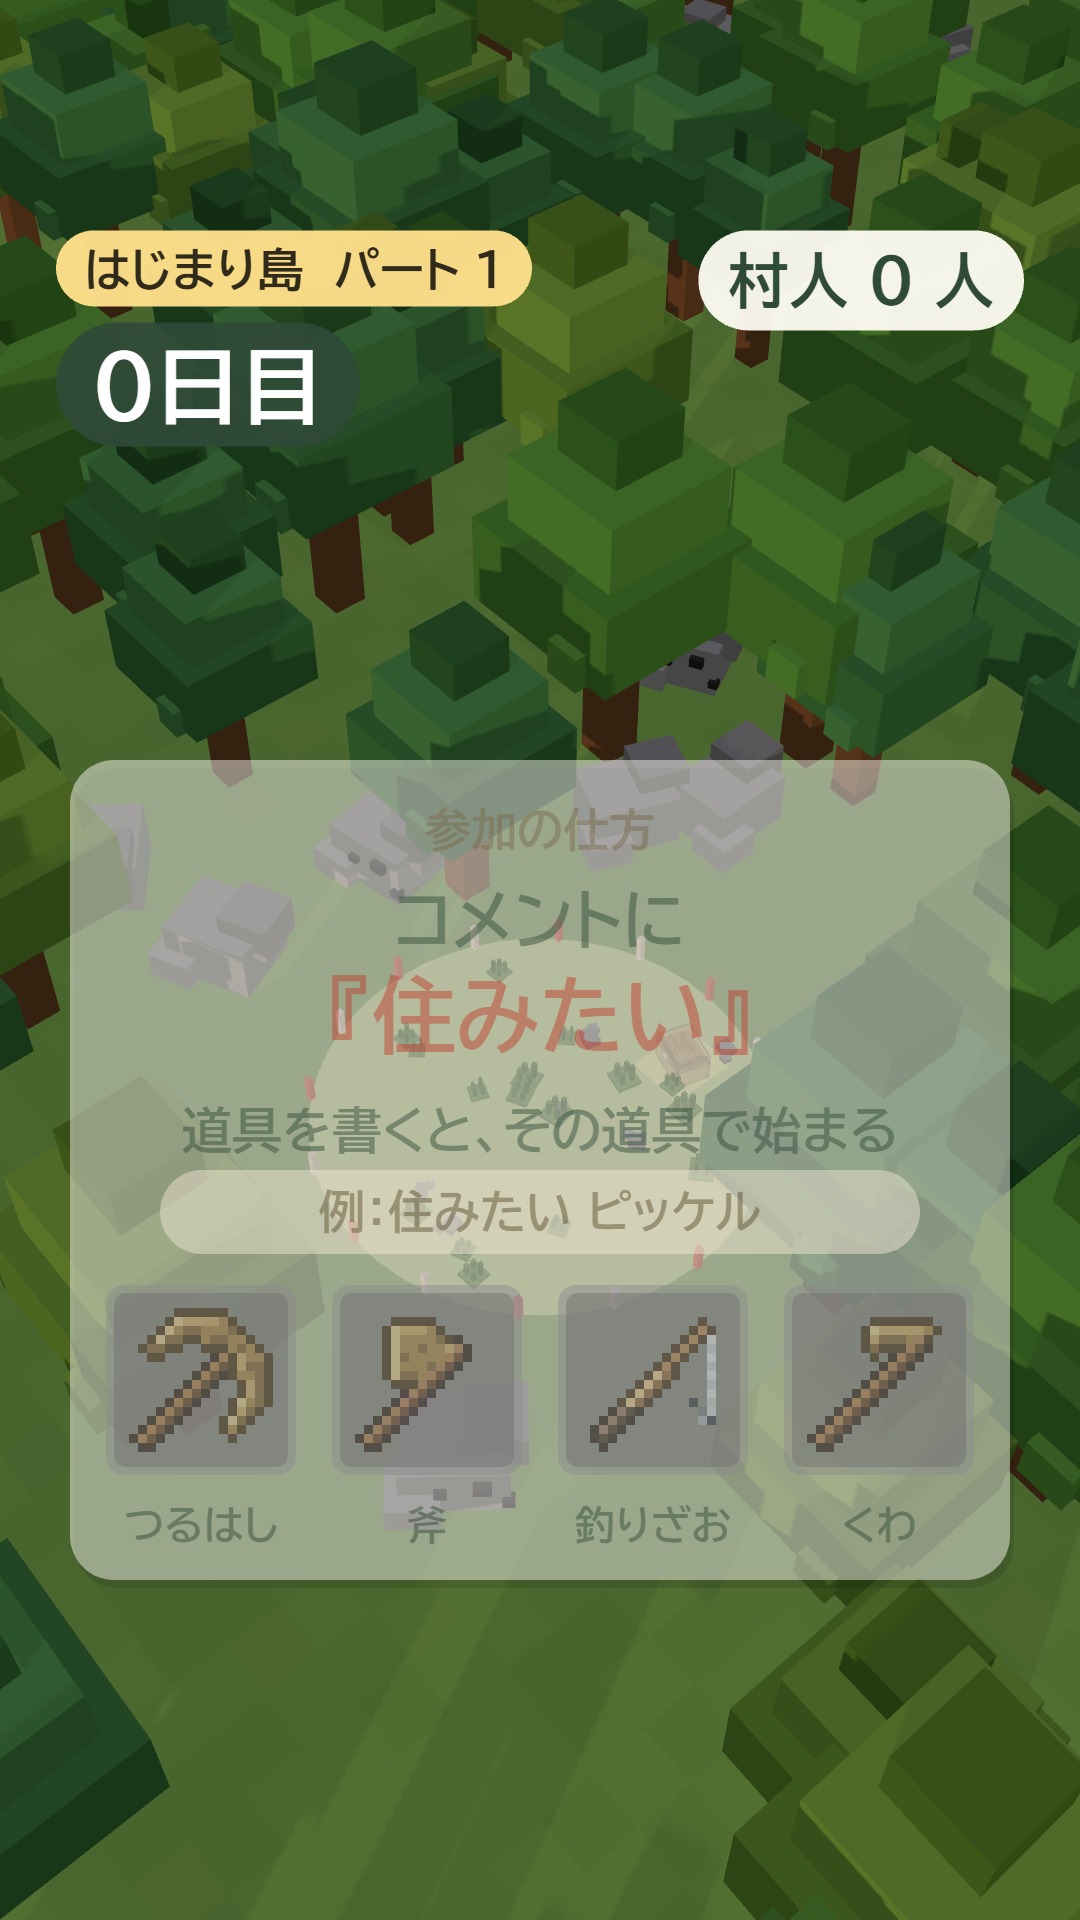 はじまり島 パート 1
村人 0 人
0日目
参加の仕方
コメントに
『住みたい』
道具を書くと、その道具で始まる
例：住みたい ピッケル
つるはし
斧
釣りざお
くわ